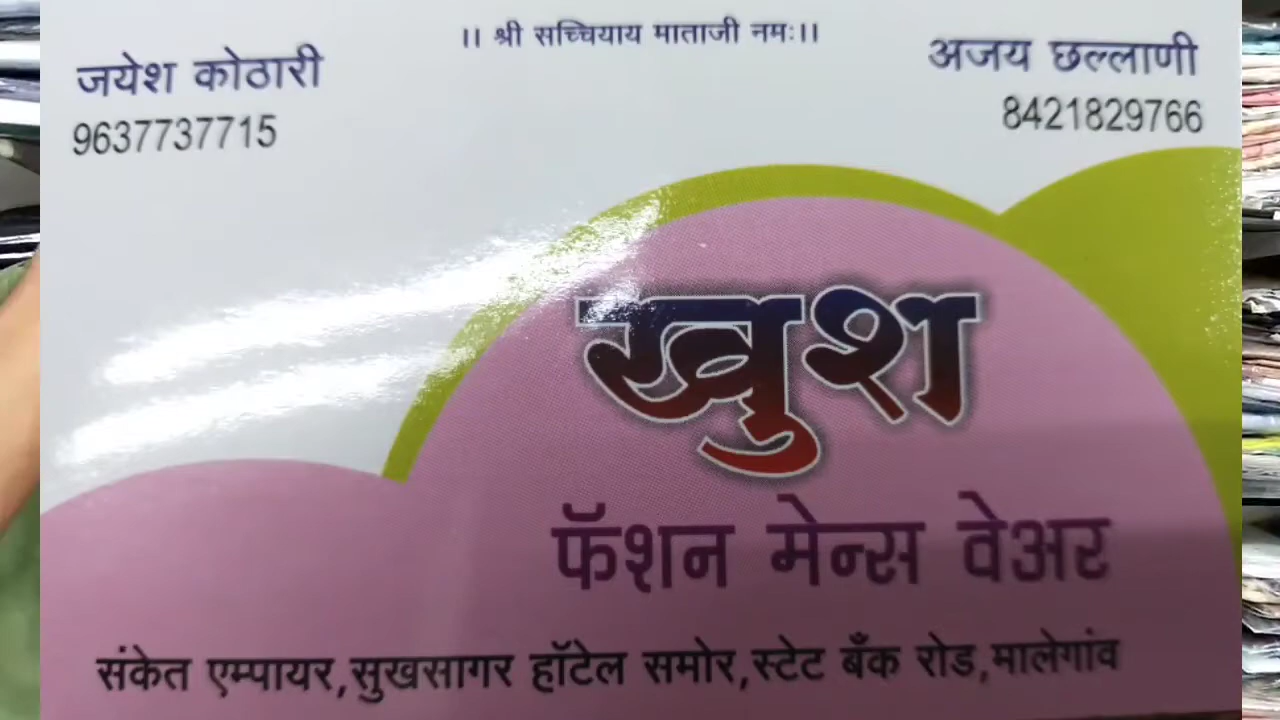 ।। श्री सच्चियाय माताजी नमः।।
जयेश कोठारी
9637737715
अजय छल्लाणी
8421829766
खुश
फॅशन मेन्स वेअर
संकेत एम्पायर,सुखसागर हॉटेल समोर,स्टेट बँक रोड,मालेगांव